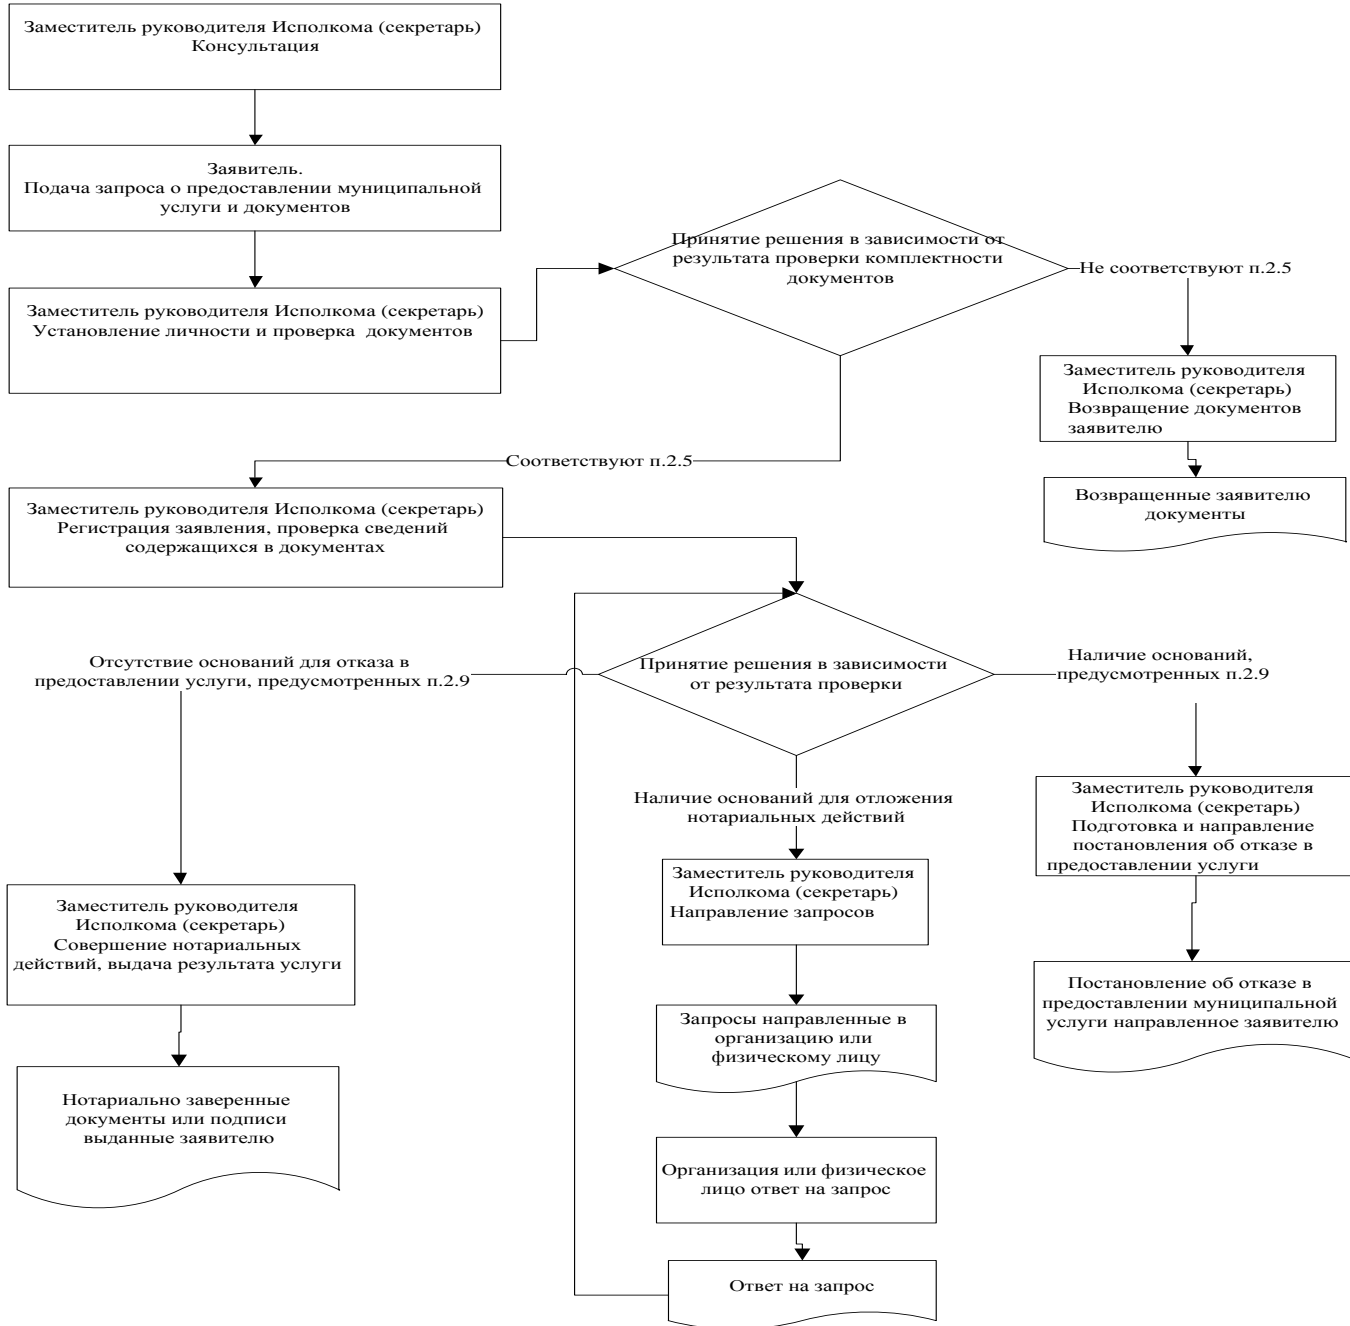 Заместитель руководителя Исполкома (секретарь)
Консультация
Заявитель.
Подача запроса о предоставлении муниципальной
услуги и документов
Заместитель руководителя Исполкома (секретарь)
Установление личности и проверка документов
Принятие решения в зависимости от
результата проверки комплектности
документов
Не соответствуют п.2.5
Заместитель руководителя
Исполкома (секретарь)
Возвращение документов
заявителю
Возвращенные заявителю
документы
Соответствуют п.2.5
Заместитель руководителя Исполкома (секретарь)
Регистрация заявления, проверка сведений
содержащихся в документах
Принятие решения в зависимости
от результата проверки
Отсутствие оснований для отказа в
предоставлении услуги, предусмотренных п.2.9
Наличие оснований,
предусмотренных п.2.9
Наличие оснований для отложения
нотариальных действий
Заместитель руководителя
Исполкома (секретарь)
Подготовка и направление
постановления об отказе в
предоставлении услуги
Заместитель руководителя
Исполкома (секретарь)
Направление запросов
Заместитель руководителя
Исполкома (секретарь)
Совершение нотариальных
действий, выдача результата услуги
Постановление об отказе в
предоставлении муниципальной
услуги направленное заявителю
Запросы направленные в
организацию или
физическому лицу
Нотариально заверенные
документы или подписи
выданные заявителю
Организация или физическое
лицо ответ на запрос
Ответ на запрос